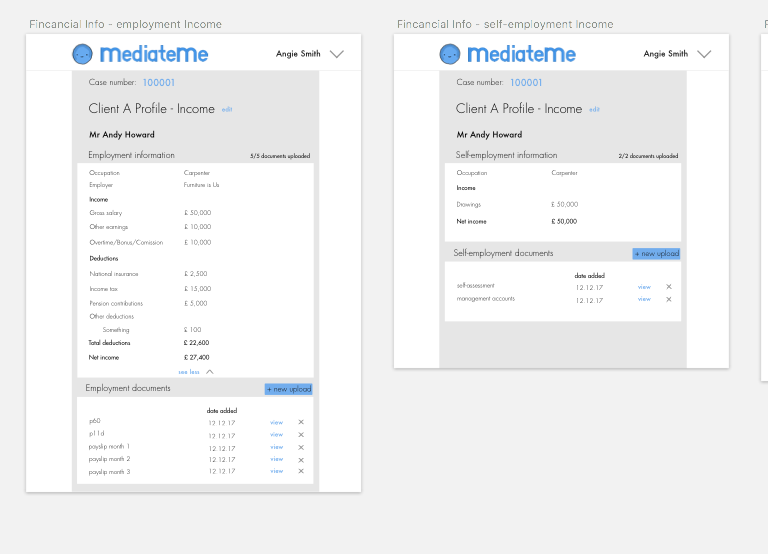 Fincancial Info - employment Income
mediateme
Angie Smith
Case number: 100001
Client A Profile - Income edit
Mr Andy Howard
Employment information 5/5 documents uploaded
Occupation Carpenter
Employer Furniture is Us
Income
Gross salary £ 50,000
Other earnings £ 10,000
Overtime/Bonus/Comission £ 10,000
Deductions
National insurance £ 2,500
Income tax £ 15,000
Pension contributions £ 5,000
Other deductions
Something £ 100
Total deductions £ 22,600
Net income £ 27,400
see less
Employment documents + new upload
date added
p60 12.12.17 view ×
p11d 12.12.17 view ×
payslip month 1 12.12.17 view ×
payslip month 2 12.12.17 view ×
payslip month 3 12.12.17 view ×
Fincancial Info - self-employment Income
mediateme
Angie Smith
Case number: 100001
Client A Profile - Income edit
Mr Andy Howard
Self-employment information 2/2 documents uploaded
Occupation Carpenter
Income
Drawings £ 50,000
Net income £ 50,000
Self-employment documents + new upload
date added
self-assessment 12.12.17 view ×
management accounts 12.12.17 view ×